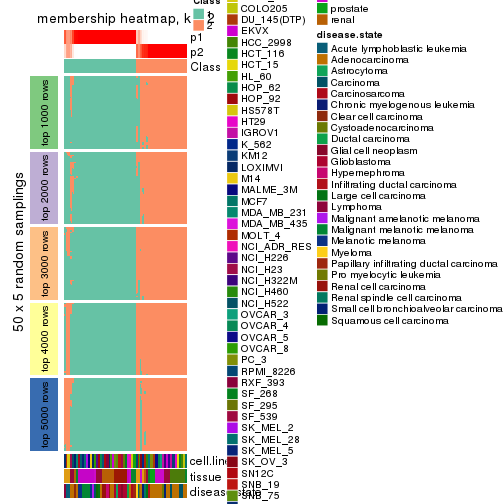 membership heatmap, k
2
p1
p2
Class
50 x 5 random samplings
top 1000 rows
top 2000 rows
top 3000 rows
top 4000 rows
top 5000 rows
cell.line
tissue
disease.state
Class
1
2
COLO205
DU_145(DTP)
EKVX
HCC_2998
HCT_116
HCT_15
HL_60
HOP_62
HOP_92
HS578T
HT29
IGROV1
K_562
KM12
LOXIMVI
M14
MALME_3M
MCF7
MDA_MB_231
MDA_MB_435
MOLT_4
NCI_ADR_RES
NCI_H226
NCI_H23
NCI_H322M
NCI_H460
NCI_H522
OVCAR_3
OVCAR_4
OVCAR_5
OVCAR_8
PC_3
RPMI_8226
RXF_393
SF_268
SF_295
SF_539
SK_MEL_2
SK_MEL_28
SK_MEL_5
SK_OV_3
SN12C
SNB_19
SNB_75
prostate
renal
disease.state
Acute lymphoblastic leukemia
Adenocarcinoma
Astrocytoma
Carcinoma
Carcinosarcoma
Chronic myelogenous leukemia
Clear cell carcinoma
Cystoadenocarcinoma
Ductal carcinoma
Glial cell neoplasm
Glioblastoma
Hypernephroma
Infiltrating ductal carcinoma
Large cell carcinoma
Lymphoma
Malignant amelanotic melanoma
Malignant melanotic melanoma
Melanotic melanoma
Myeloma
Papillary infiltrating ductal carcinoma
Pro myelocytic leukemia
Renal cell carcinoma
Renal spindle cell carcinoma
Small cell bronchioalveolar carcinoma
Squamous cell carcinoma